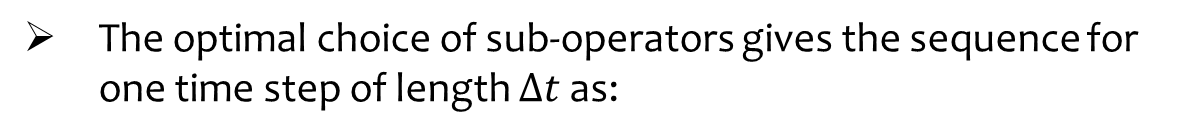 ➢ The optimal choice of sub-operators gives the sequence for
one time step of length Δt as: